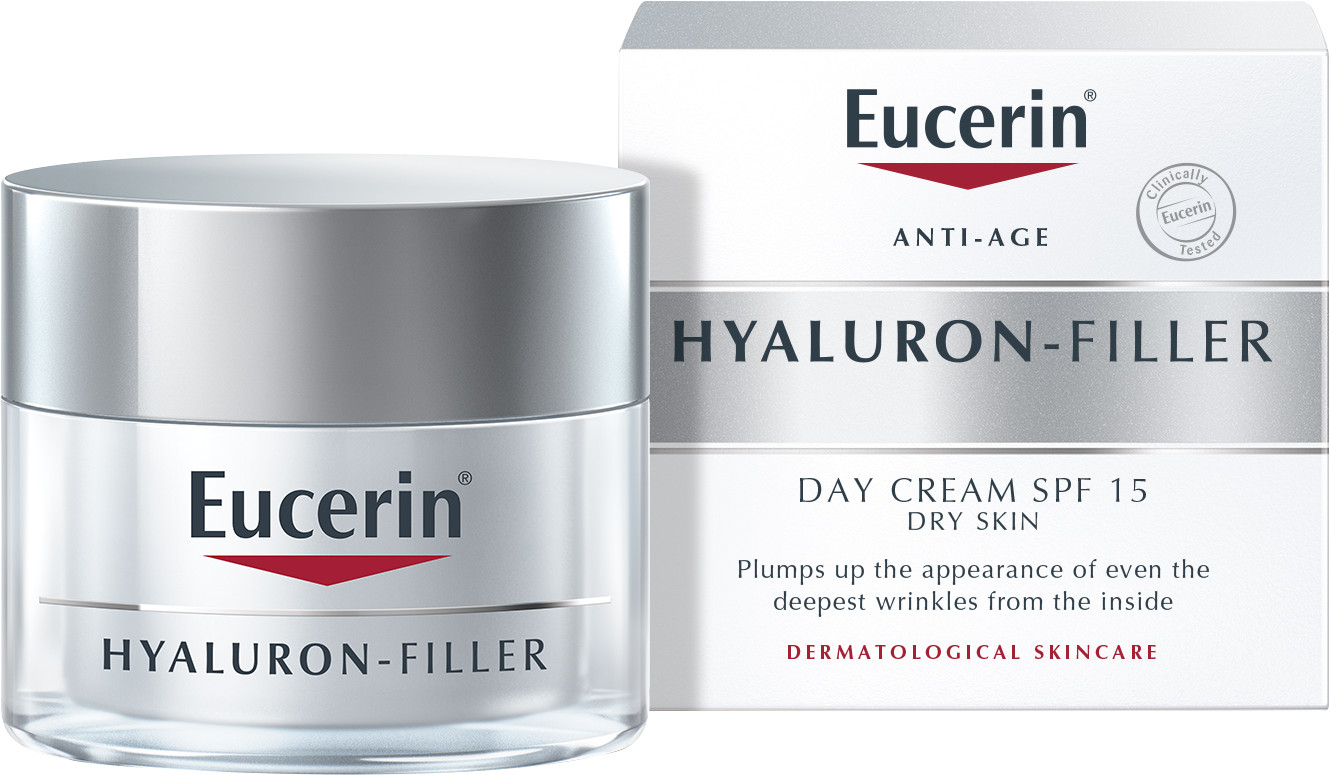 Eucerin®
HYALURON-FILLER
Eucerin®
Clinically
Eucerin
Tested
ANTI-AGE
HYALURON-FILLER
DAY CREAM SPF 15
DRY SKIN
Plumps up the appearance of even the
deepest wrinkles from the inside
DERMATOLOGICAL SKINCARE